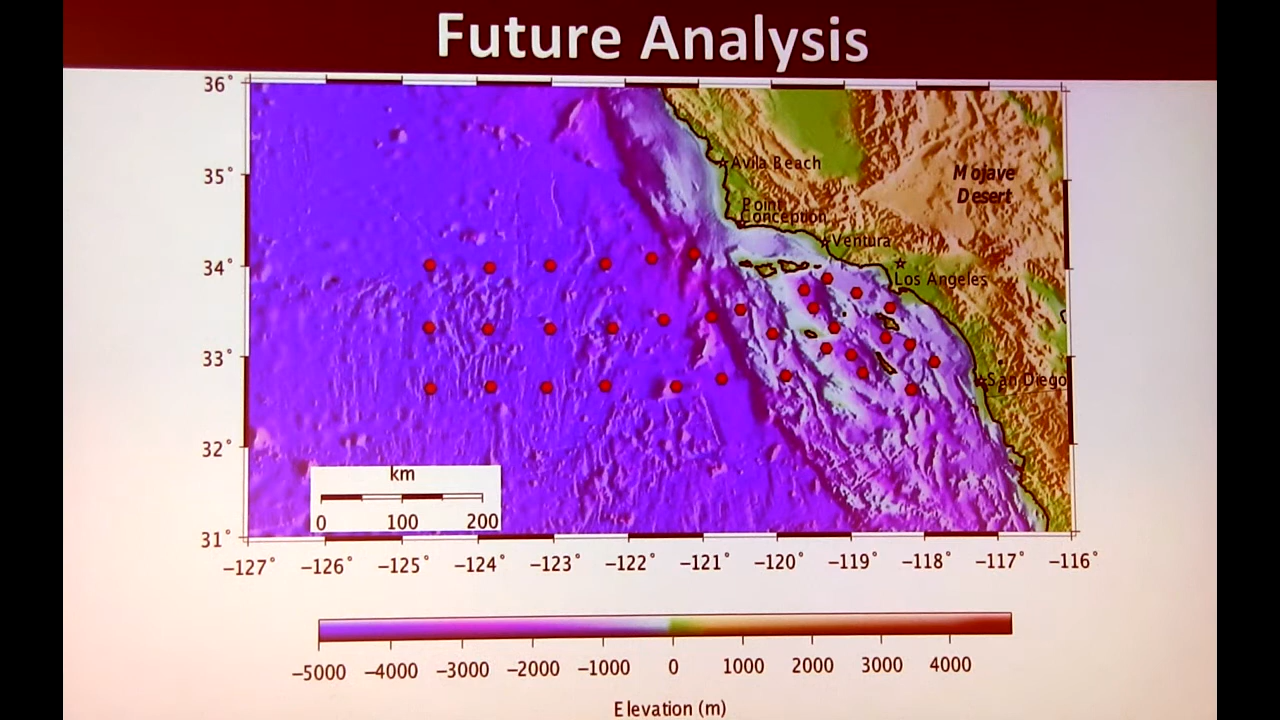 Future Analysis
36°
35°
34°
33°
32°
31°
Avila Beach
Point
Conception
Ventura
Los Angeles
San Diego
Mojave
Desert
km
0 100 200
−127° −126° −125° −124° −123° −122° −121° −120° −119° −118° −117° −116°
−5000 −4000 −3000 −2000 −1000 0 1000 2000 3000 4000
Elevation (m)